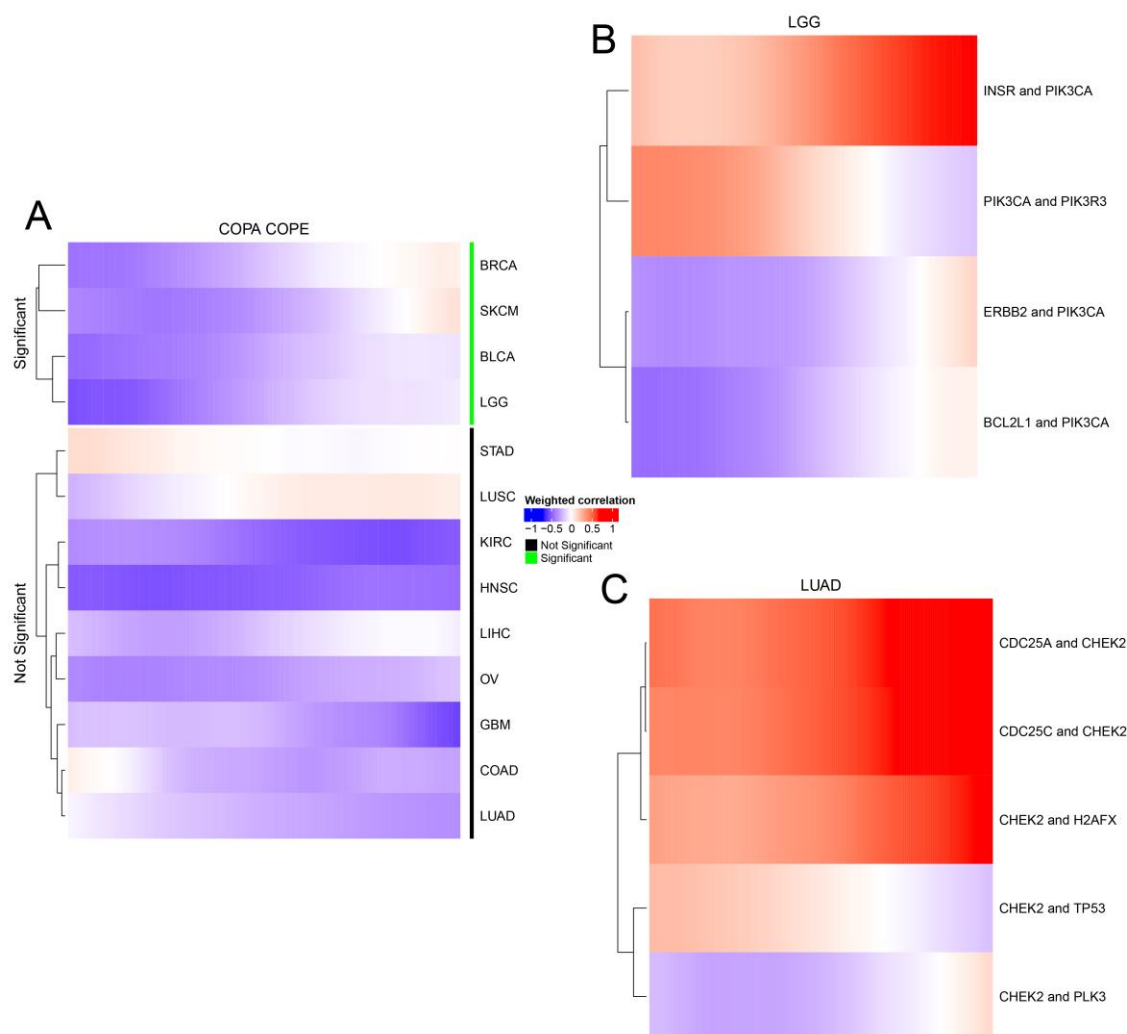 A
COPA COPE
Significant
BRCA
SKCM
BLCA
LGG
Not Significant
STAD
LUSC
KIRC
HNSC
LIHC
OV
GBM
COAD
LUAD
Weighted correlation
−1 −0.5 0 0.5 1
Not Significant
Significant
B
LGG
INSR and PIK3CA
PIK3CA and PIK3R3
ERBB2 and PIK3CA
BCL2L1 and PIK3CA
C
LUAD
CDC25A and CHEK2
CDC25C and CHEK2
CHEK2 and H2AFX
CHEK2 and TP53
CHEK2 and PLK3